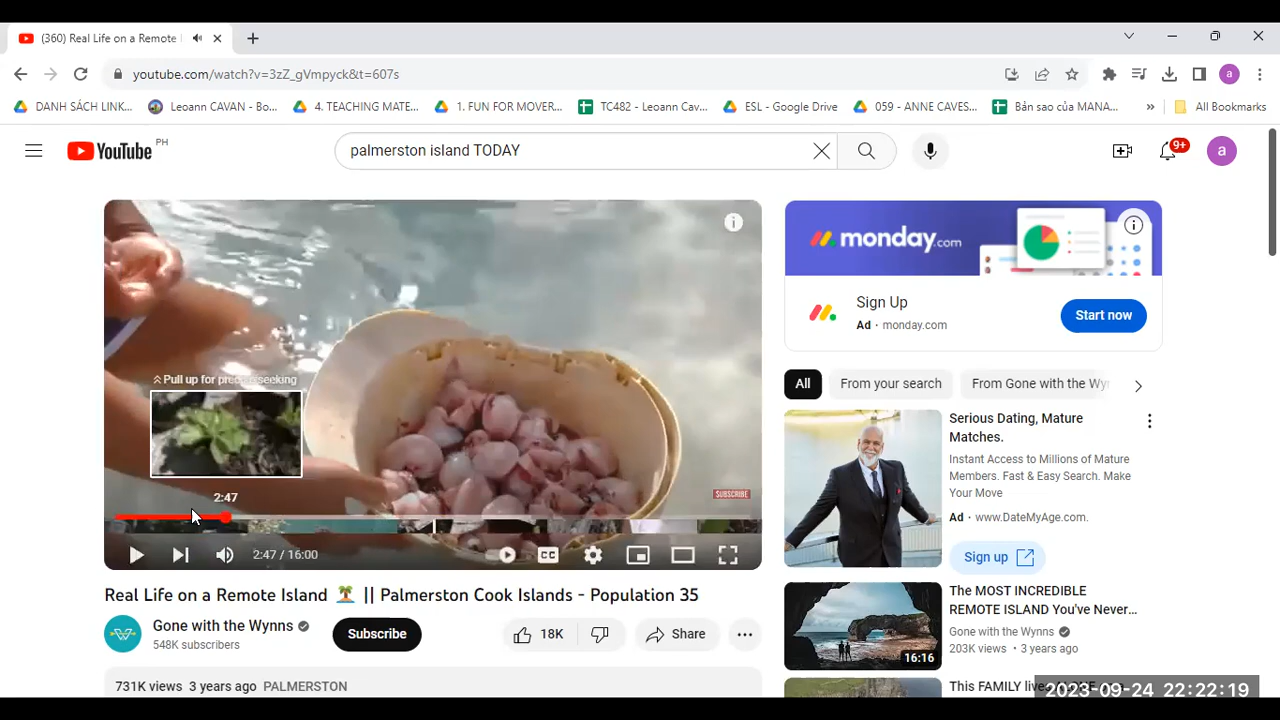 (360) Real Life on a Remote
youtube.com/watch?v=3zZ_gVmpyck&t=607s
DANH SÁCH LINK...
Leoann CAVAN - Bo...
4. TEACHING MATE...
1. FUN FOR MOVER...
TC482 - Leoann Cav...
ESL - Google Drive
059 - ANNE CAVES...
Bản sao của MANA...
»
All Bookmarks
YouTube PH
palmerston island TODAY
9+
a
monday.com
Sign Up
Ad · monday.com
Start now
Pull up for precise seeking
2:47
SUBSCRIBE
2:47 / 16:00
CC
All
From your search
From Gone with the Wyn
Serious Dating, Mature
Matches.
Instant Access to Millions of Mature
Members. Fast & Easy Search. Make
Your Move
Ad · www.DateMyAge.com.
Sign up
Real Life on a Remote Island 🏝️ || Palmerston Cook Islands - Population 35
Gone with the Wynns
548K subscribers
Subscribe
18K
Share
731K views 3 years ago PALMERSTON
The MOST INCREDIBLE
REMOTE ISLAND You've Never...
Gone with the Wynns
203K views · 3 years ago
16:16
2023-09-24 22:22:19